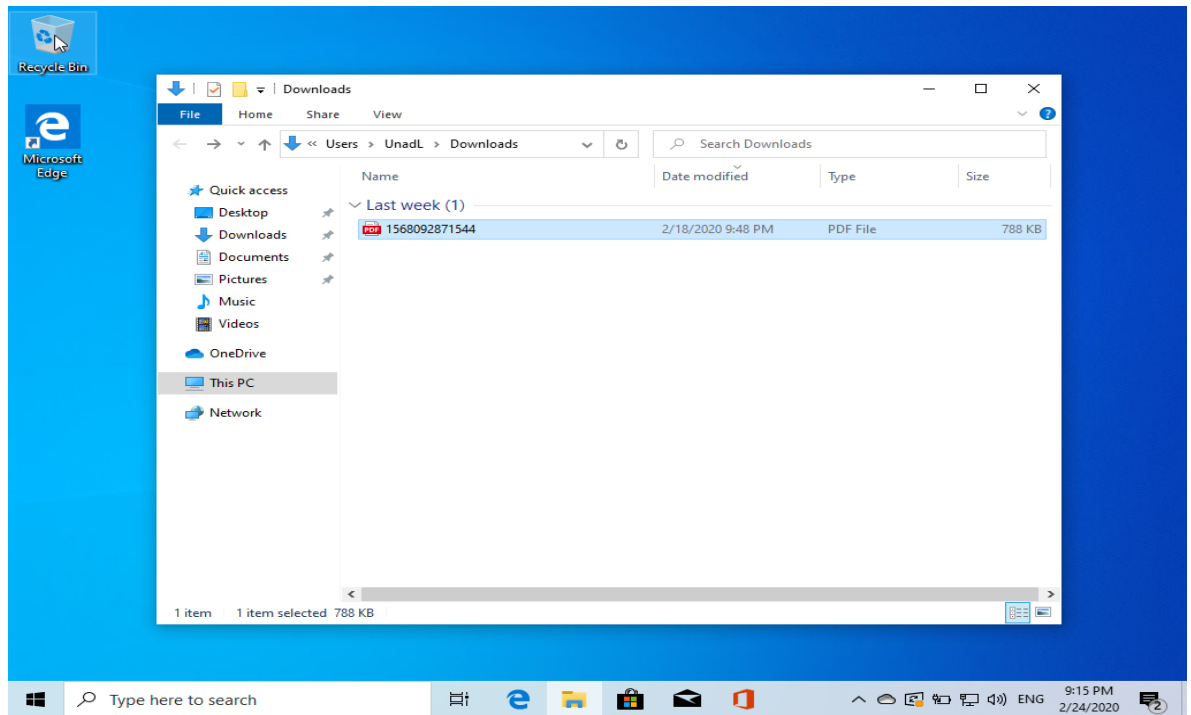 Recycle Bin
Microsoft
Edge
Downloads
File Home Share View
« Users > UnadL > Downloads
Search Downloads
Name Date modified Type Size
Quick access
Desktop
Downloads
Documents
Pictures
Music
Videos
OneDrive
This PC
Network
Last week (1)
PDF 1568092871544 2/18/2020 9:48 PM PDF File 788 KB
1 item 1 item selected 788 KB
Type here to search
ENG
9:15 PM
2/24/2020
2